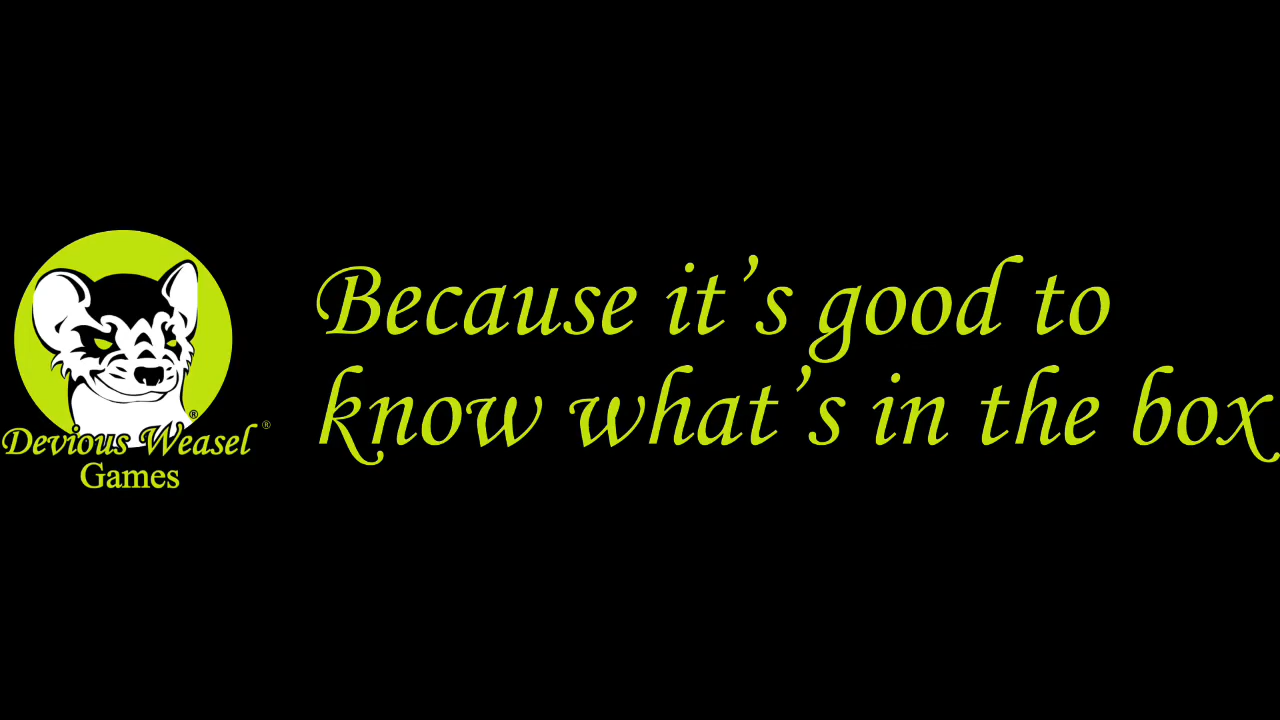 Because it’s good to
know what’s in the box
®
Devious Weasel ®
Games